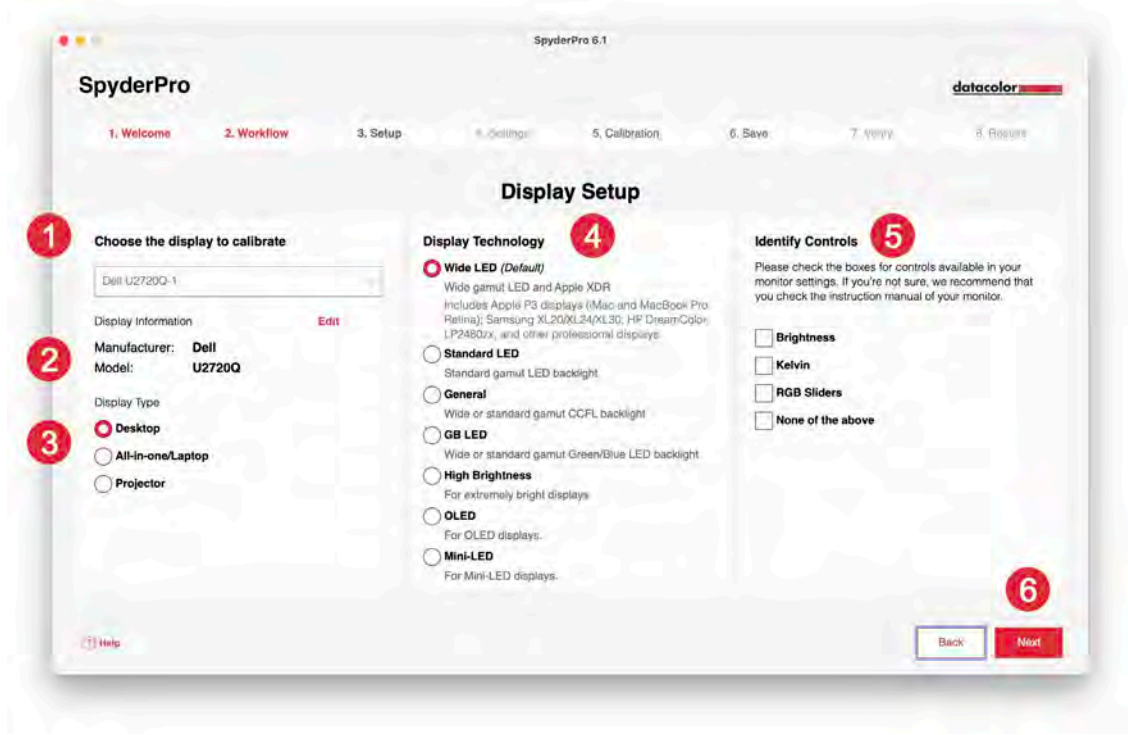 SpyderPro 6.1
SpyderPro
datacolor
1. Welcome
2. Workflow
3. Setup
4. Settings
5. Calibration
6. Save
7. Verify
8. Results
Display Setup
1
Choose the display to calibrate
Dell U2720Q-1
Display Information
Edit
2
Manufacturer: Dell
Model: U2720Q
Display Type
3
Desktop
All-in-one/Laptop
Projector
Display Technology
4
Wide LED (Default)
Wide gamut LED and Apple XDR
Includes Apple P3 displays (iMac and MacBook Pro
Retina); Samsung XL20/XL24/XL30; HP DreamColor
LP2480zx, and other professional displays
Standard LED
Standard gamut LED backlight
General
Wide or standard gamut CCFL backlight
GB LED
Wide or standard gamut Green/Blue LED backlight
High Brightness
For extremely bright displays
OLED
For OLED displays.
Mini-LED
For Mini-LED displays.
Identify Controls
5
Please check the boxes for controls available in your
monitor settings. If you're not sure, we recommend that
you check the instruction manual of your monitor.
Brightness
Kelvin
RGB Sliders
None of the above
6
Help
Back
Next